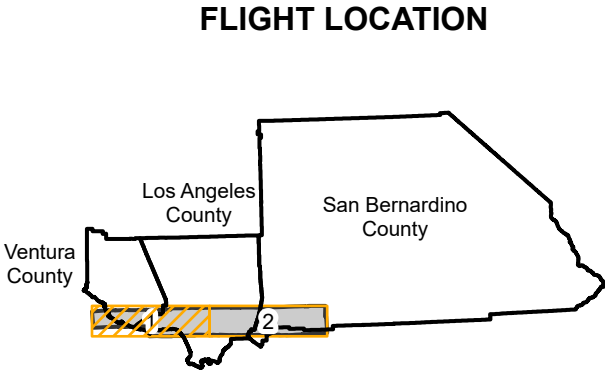 FLIGHT LOCATION
Los Angeles
County
San Bernardino
County
Ventura
County
1
2